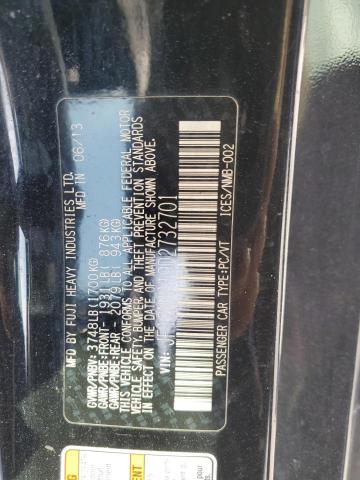 MFD BY FUJI HEAVY INDUSTRIES LTD.
MFD IN 06/13
GVWR/PNBV: 3748LB(1700KG)
GAWR/PNBE:FRONT- 1931LB( 876KG)
GAWR/PNBE:REAR - 2079LB( 943KG)
THIS VEHICLE CONFORMS TO ALL APPLICABLE FEDERAL MOTOR
VEHICLE SAFETY, BUMPER, AND THEFT PREVENTION STANDARDS
IN EFFECT ON THE DATE OF MANUFACTURE SHOWN ABOVE.
VIN: 2732701
PASSENGER CAR TYPE:PC/VT
ICES/NMB-002